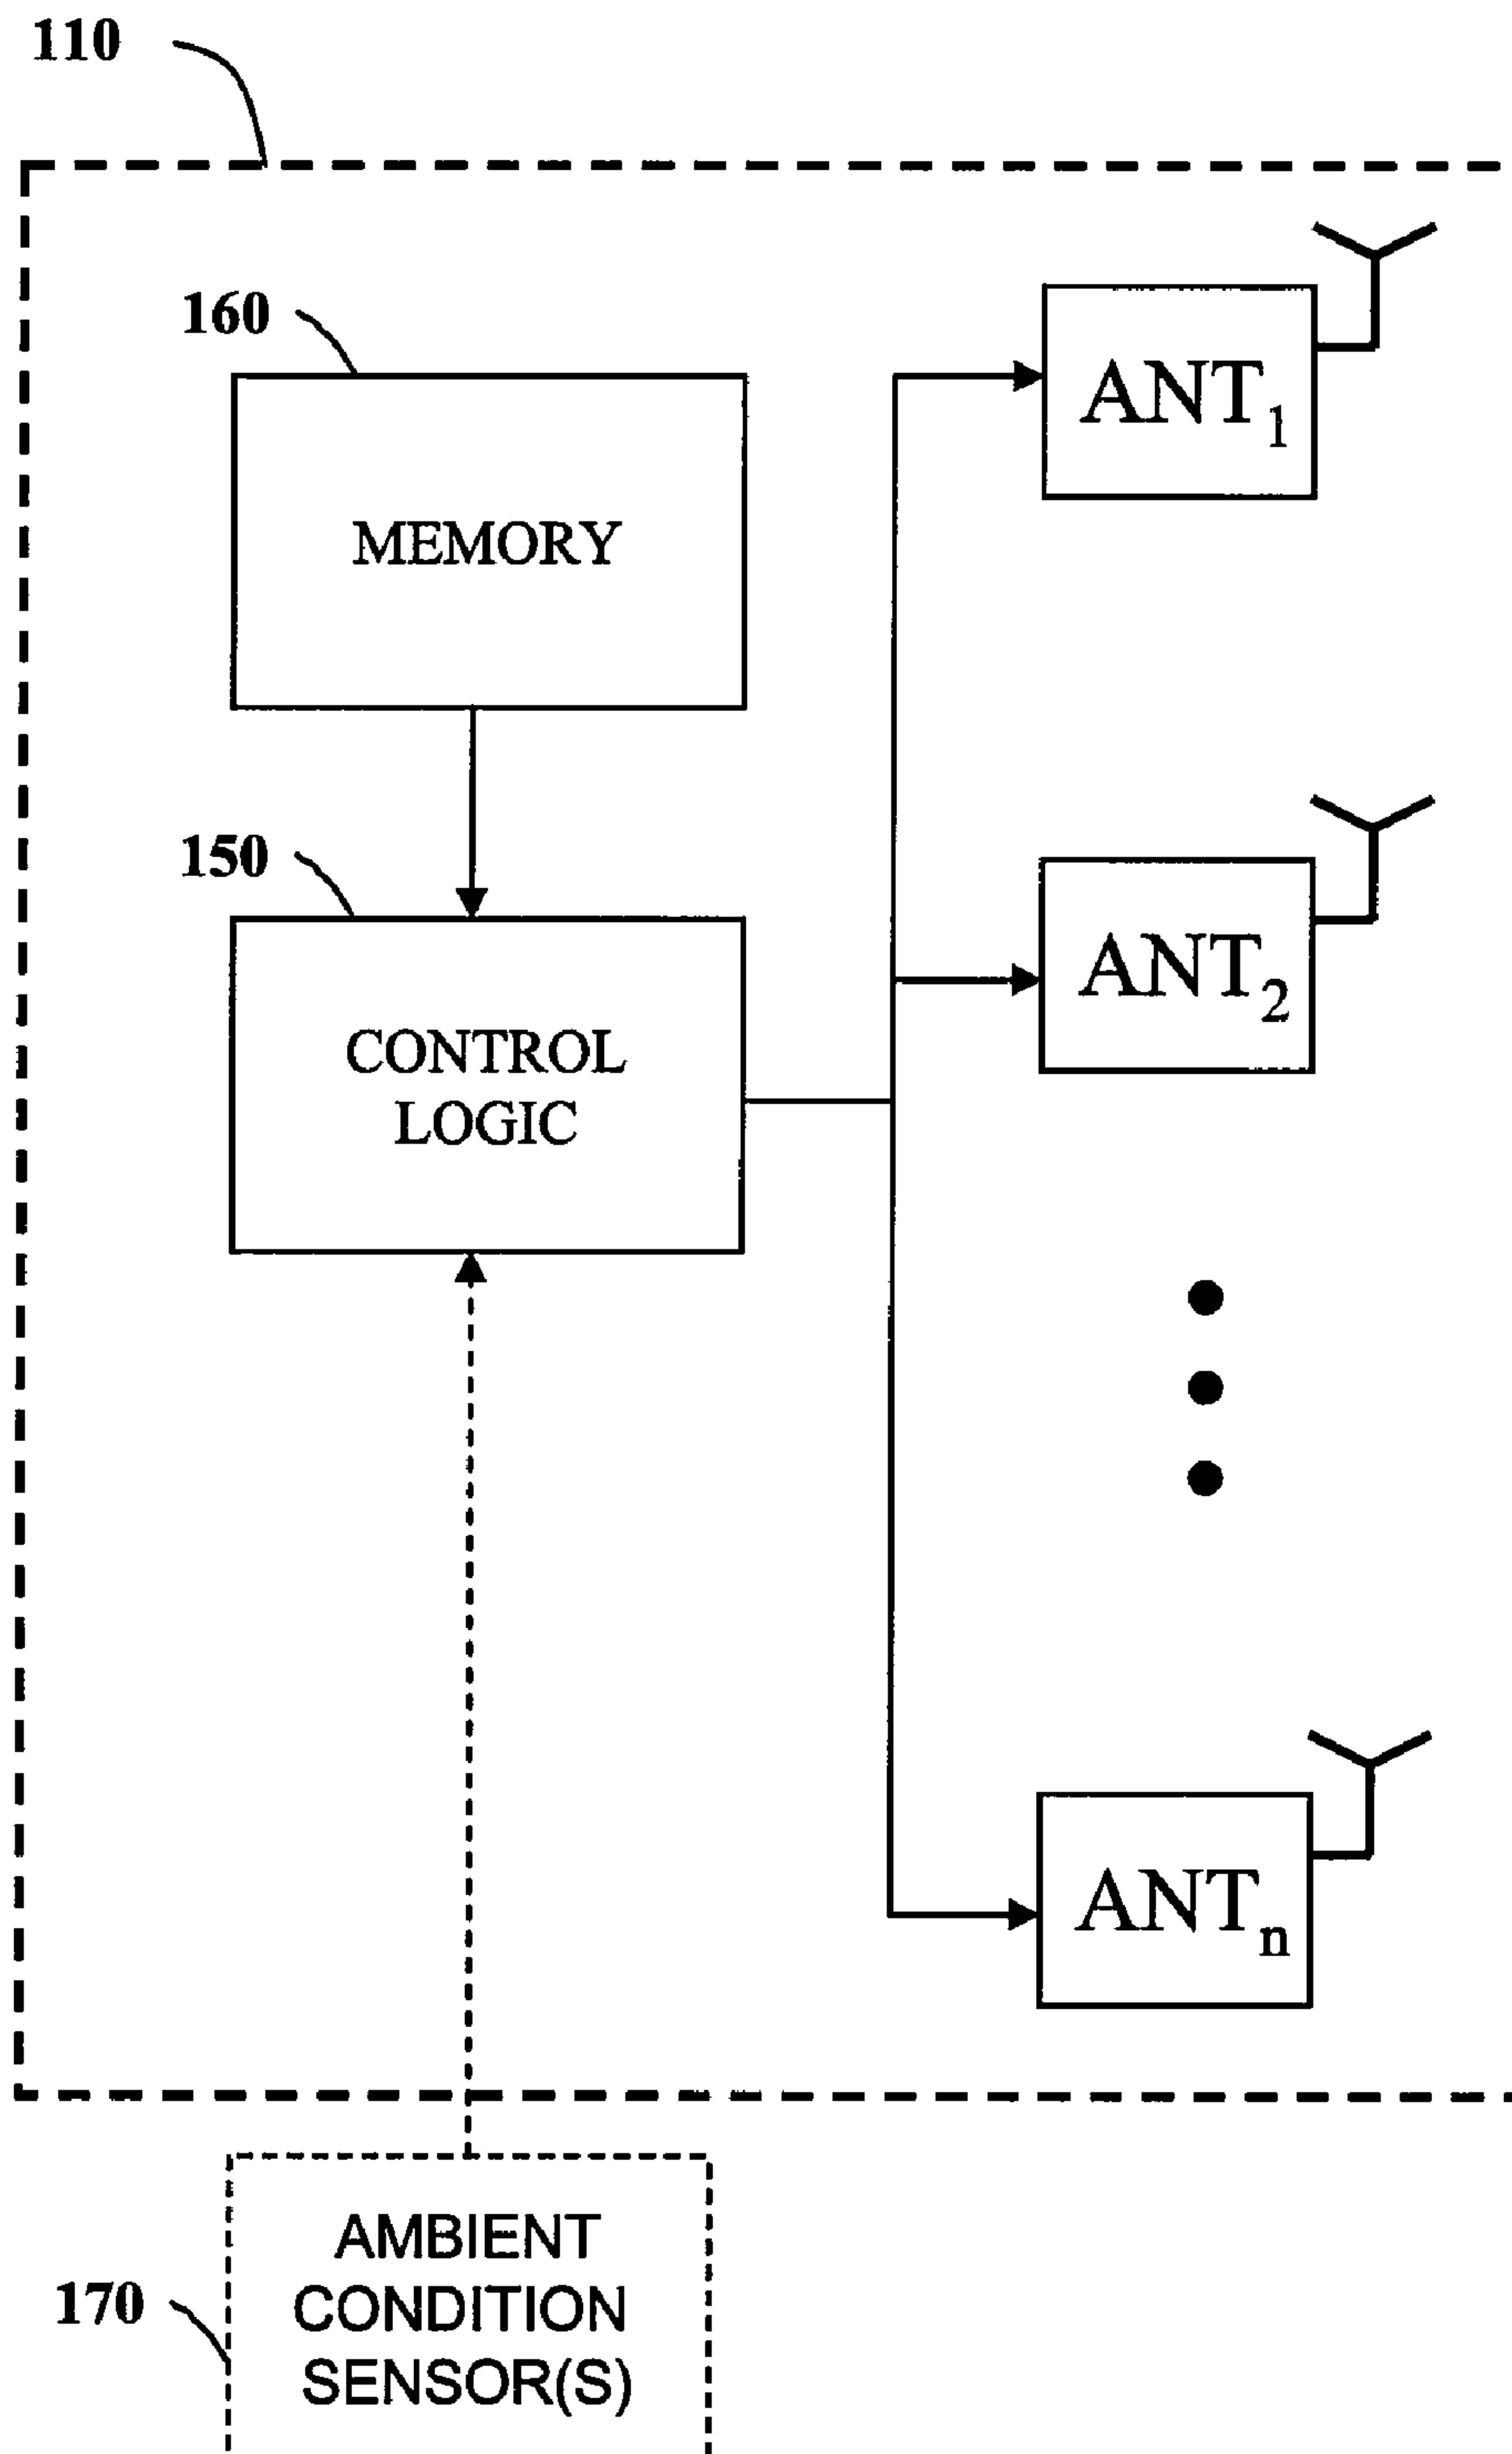 110
160
MEMORY
ANT1
150
CONTROL
LOGIC
ANT2
ANTn
170
AMBIENT
CONDITION
SENSOR(S)